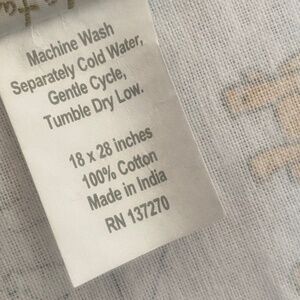 Machine Wash
Separately Cold Water,
Gentle Cycle,
Tumble Dry Low.
18 x 28 inches
100% Cotton
Made in India
RN 137270